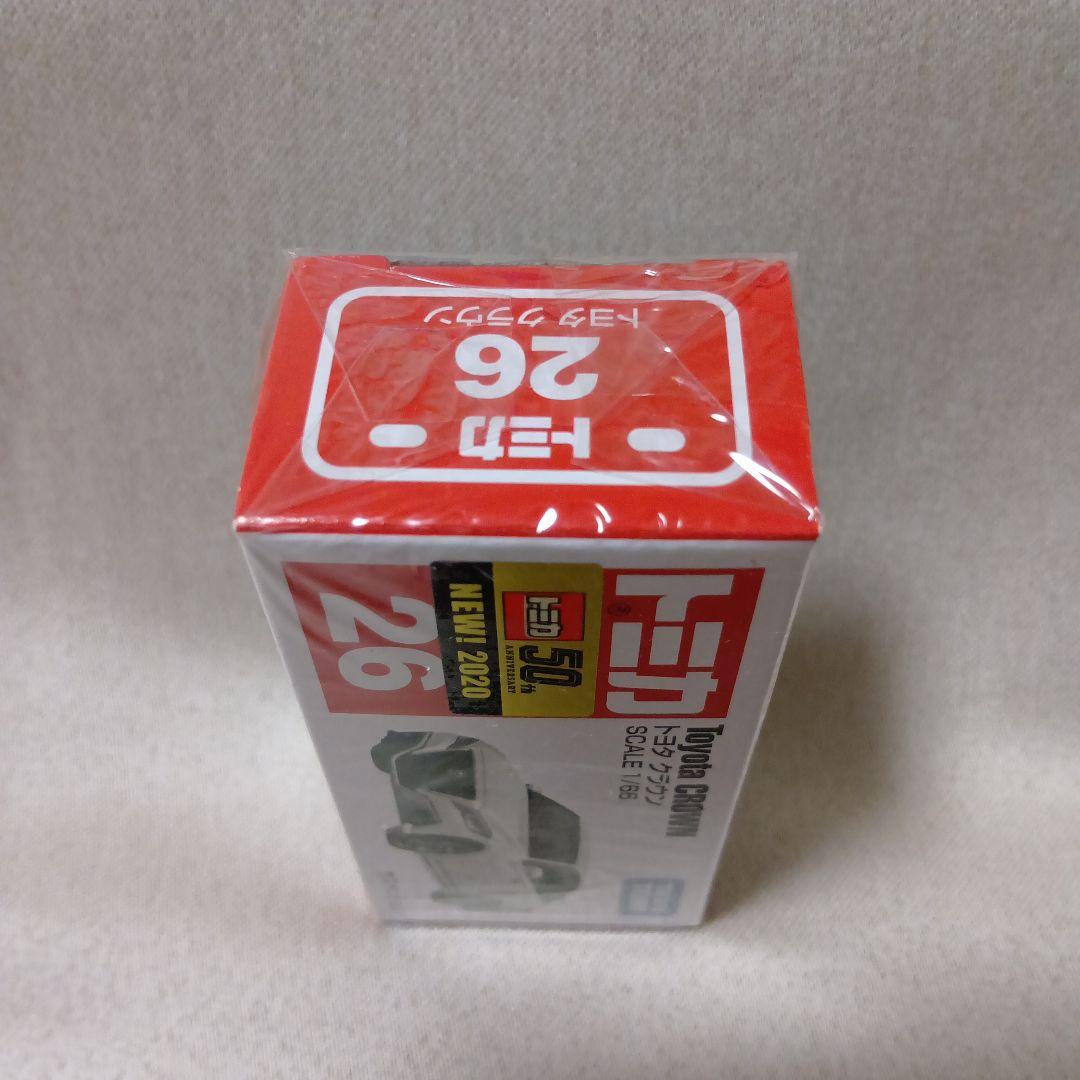 トミカ
26
トヨタ クラウン
トミカ
26
トミカ
50th
ANNIVERSARY
NEW! 2020
Toyota CROWN
トヨタ クラウン
SCALE 1/66